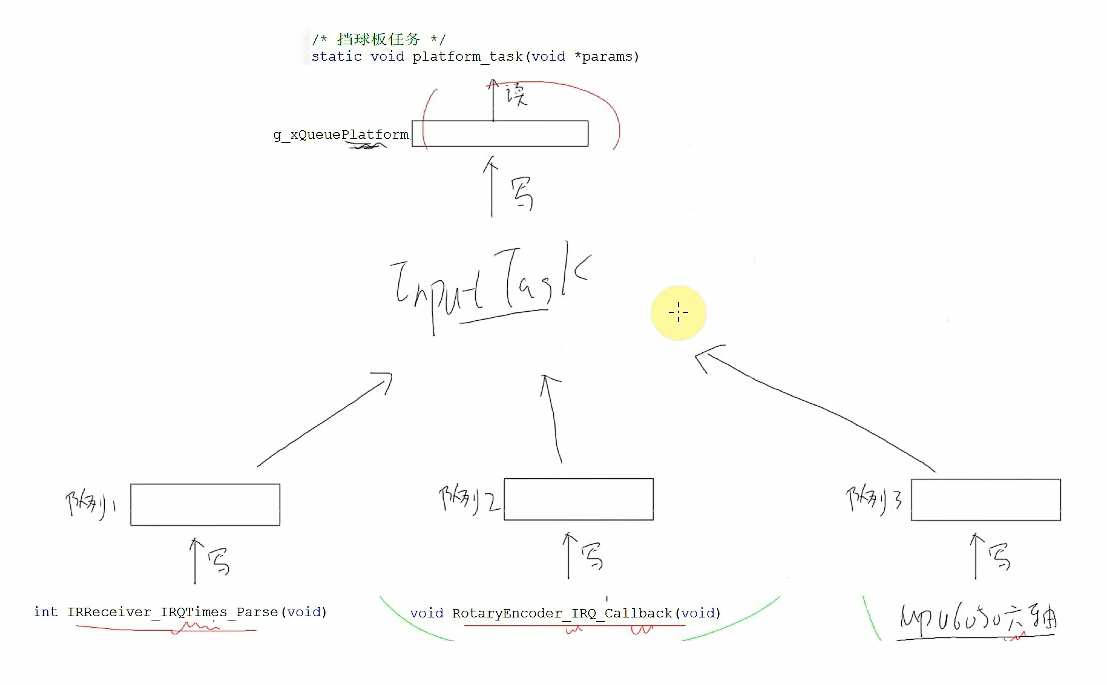 /* 挡球板任务 */
static void platform_task(void *params)
读
g_xQueuePlatform
写
Input Task
队列1
队列2
队列3
写
写
写
int IRReceiver_IRQTimes_Parse(void)
void RotaryEncoder_IRQ_Callback(void)
Mpu6050六轴